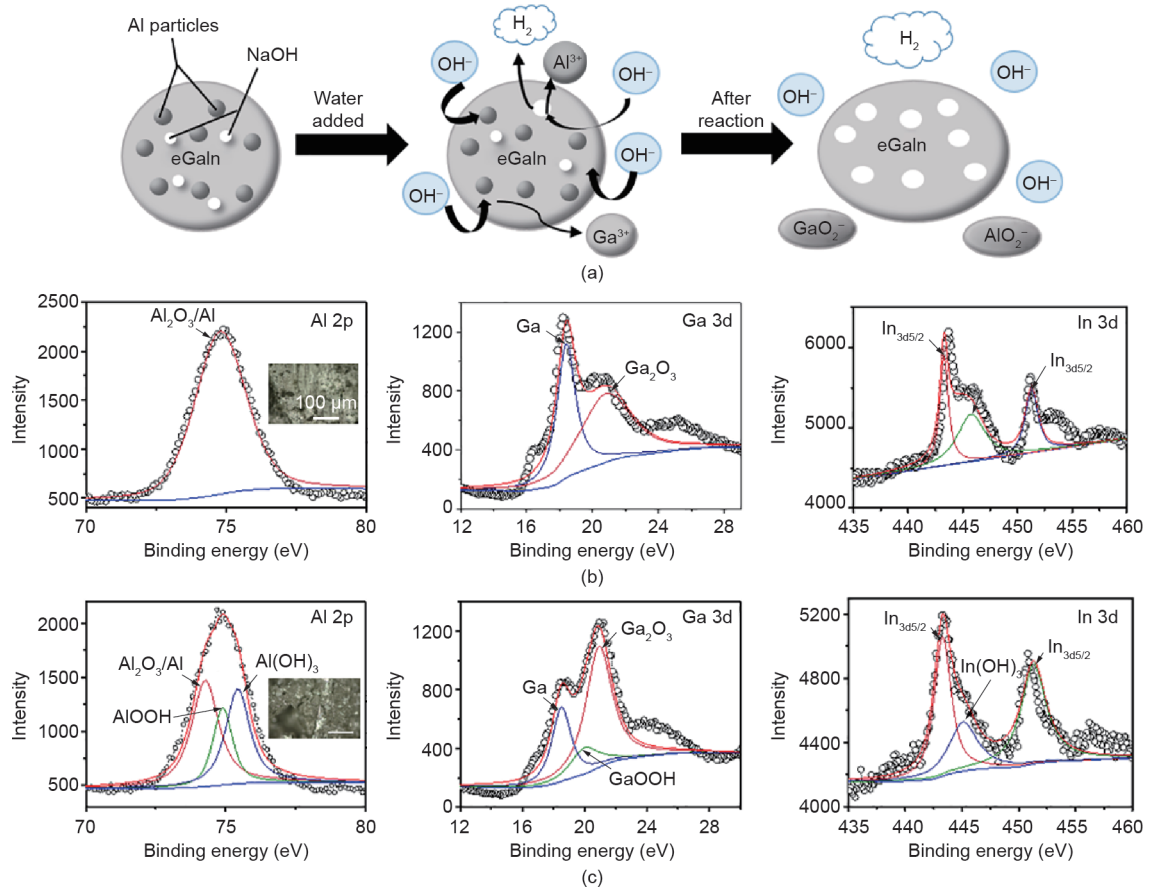 Al particles
NaOH
eGaIn
Water
added
H₂
OH⁻
Al³⁺
OH⁻
eGaIn
OH⁻
OH⁻
Ga³⁺
After
reaction
H₂
OH⁻
OH⁻
eGaIn
OH⁻
GaO₂⁻
AlO₂⁻
(a)
2500
2000
1500
1000
500
Intensity
Al₂O₃/Al
Al 2p
100 μm
70
75
80
Binding energy (eV)
1200
800
400
0
Intensity
Ga
Ga 3d
Ga₂O₃
12
16
20
24
28
Binding energy (eV)
6000
5000
4000
Intensity
In₃d5/2
In 3d
In₃d5/2
435
440
445
450
455
460
Binding energy (eV)
(b)
2000
1500
1000
500
Intensity
Al 2p
Al₂O₃/Al
Al(OH)₃
AlOOH
70
75
80
Binding energy (eV)
1200
800
400
0
Intensity
Ga 3d
Ga₂O₃
Ga
GaOOH
12
16
20
24
28
Binding energy (eV)
5200
4800
4400
4000
Intensity
In₃d5/2
In 3d
In(OH)₃
In₃d5/2
435
440
445
450
455
460
Binding energy (eV)
(c)